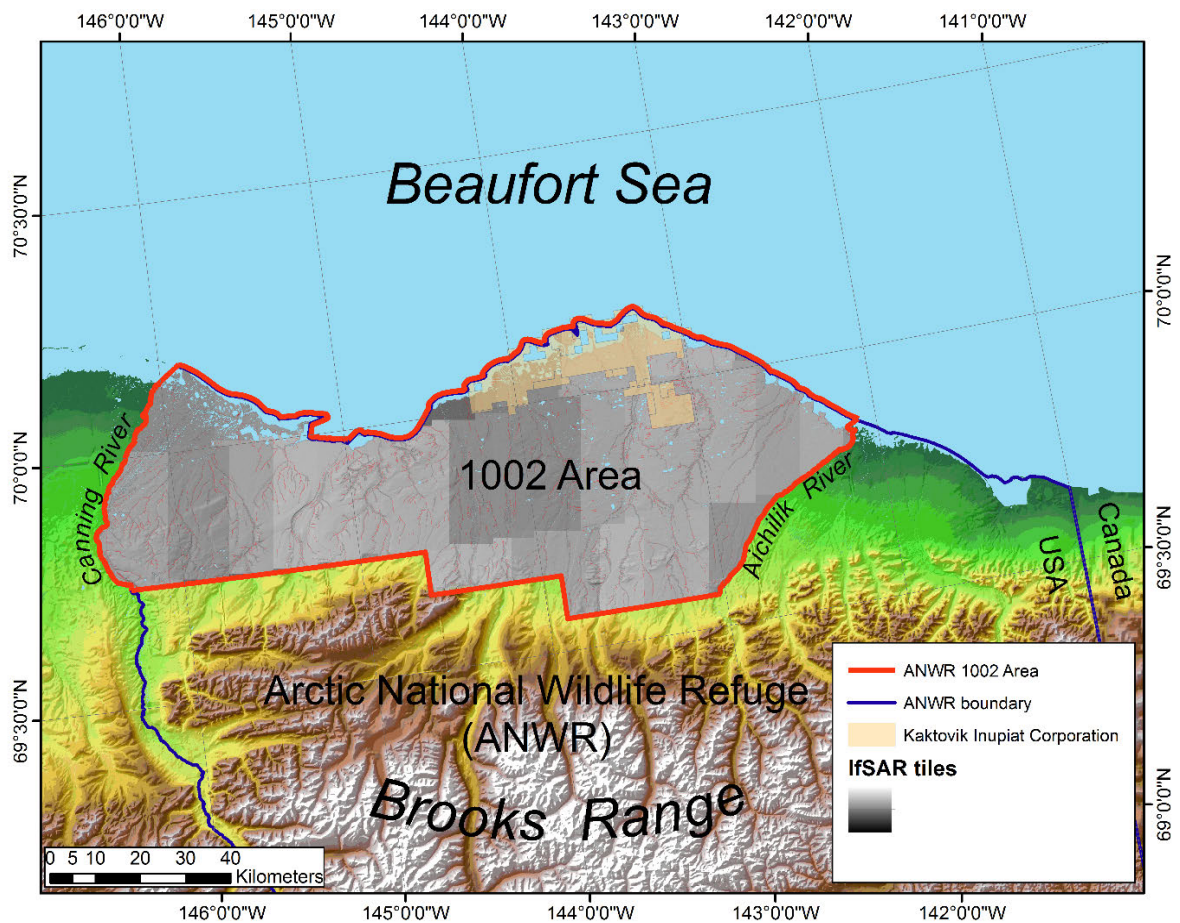 146°0'0"W 145°0'0"W 144°0'0"W 143°0'0"W 142°0'0"W 141°0'0"W
70°30'0"N
70°0'0"N
69°30'0"N
Beaufort Sea
1002 Area
Canning River
Aichilik River
USA
Canada
Arctic National Wildlife Refuge
(ANWR)
Brooks Range
70°0'0"N
69°30'0"N
69°0'0"N
ANWR 1002 Area
ANWR boundary
Kaktovik Inupiat Corporation
IfSAR tiles
0 5 10 20 30 40
Kilometers
146°0'0"W 145°0'0"W 144°0'0"W 143°0'0"W 142°0'0"W